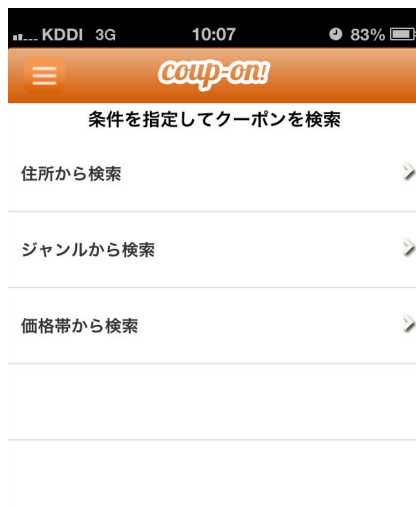 KDDI 3G 10:07 83%
coup-on!
条件を指定してクーポンを検索
住所から検索
ジャンルから検索
価格帯から検索